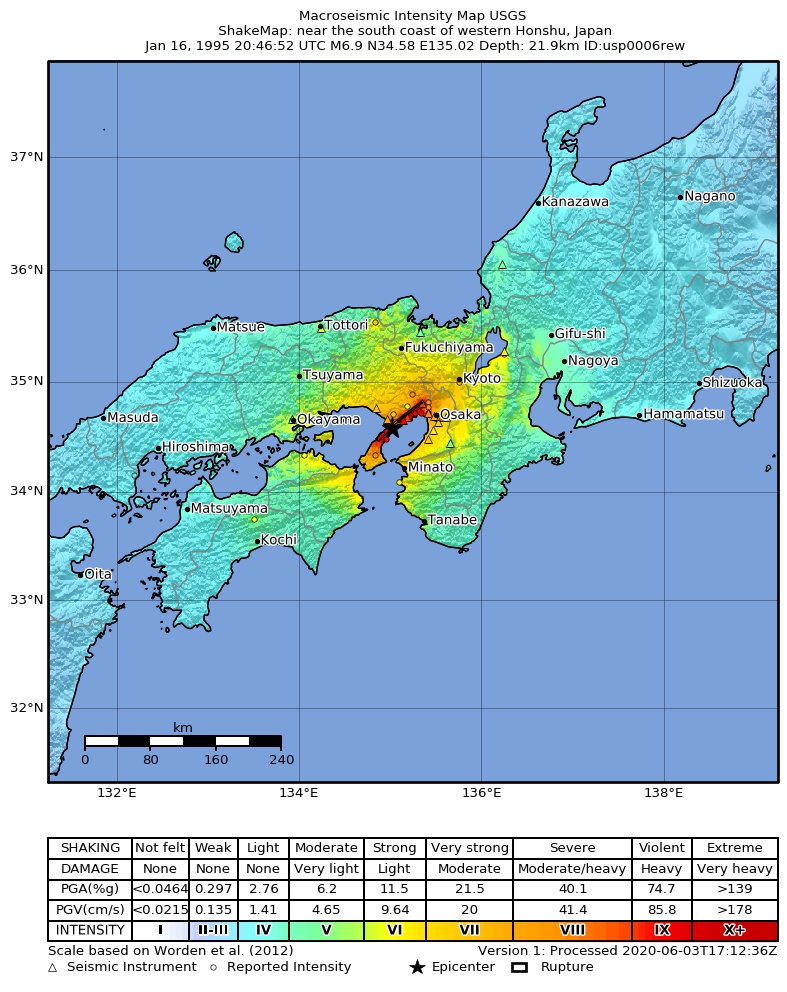 Macroseismic Intensity Map USGS
ShakeMap: near the south coast of western Honshu, Japan
Jan 16, 1995 20:46:52 UTC M6.9 N34.58 E135.02 Depth: 21.9km ID:usp0006rew
37°N
Kanazawa
Nagano
36°N
Matsue
Tottori
Gifu-shi
Fukuchiyama
Nagoya
35°N
Tsuyama
Kyoto
Shizuoka
Masuda
Okayama
Osaka
Hamamatsu
Hiroshima
Minato
34°N
Matsuyama
Tanabe
Kochi
Oita
33°N
32°N
km
0 80 160 240
132°E 134°E 136°E 138°E
SHAKING Not felt Weak Light Moderate Strong Very strong Severe Violent Extreme
DAMAGE None None None Very light Light Moderate Moderate/heavy Heavy Very heavy
PGA(%g) <0.0464 0.297 2.76 6.2 11.5 21.5 40.1 74.7 >139
PGV(cm/s) <0.0215 0.135 1.41 4.65 9.64 20 41.4 85.8 >178
INTENSITY I II-III IV V VI VII VIII IX X+
Scale based on Worden et al. (2012) Version 1: Processed 2020-06-03T17:12:36Z
Seismic Instrument Reported Intensity Epicenter Rupture